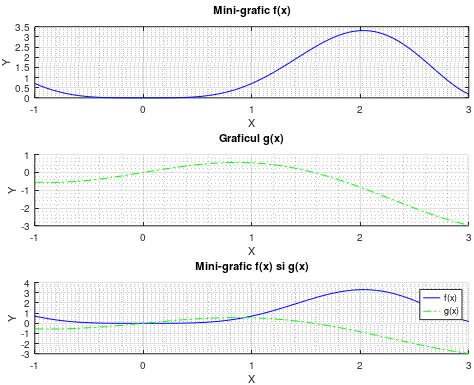 Mini-grafic f(x)
3.5
3
2.5
2
1.5
1
0.5
0
Y
-1 0 1 2 3
X
Graficul g(x)
1
0
-1
-2
-3
Y
-1 0 1 2 3
X
Mini-grafic f(x) si g(x)
4
3
2
1
0
-1
-2
-3
Y
f(x)
g(x)
-1 0 1 2 3
X